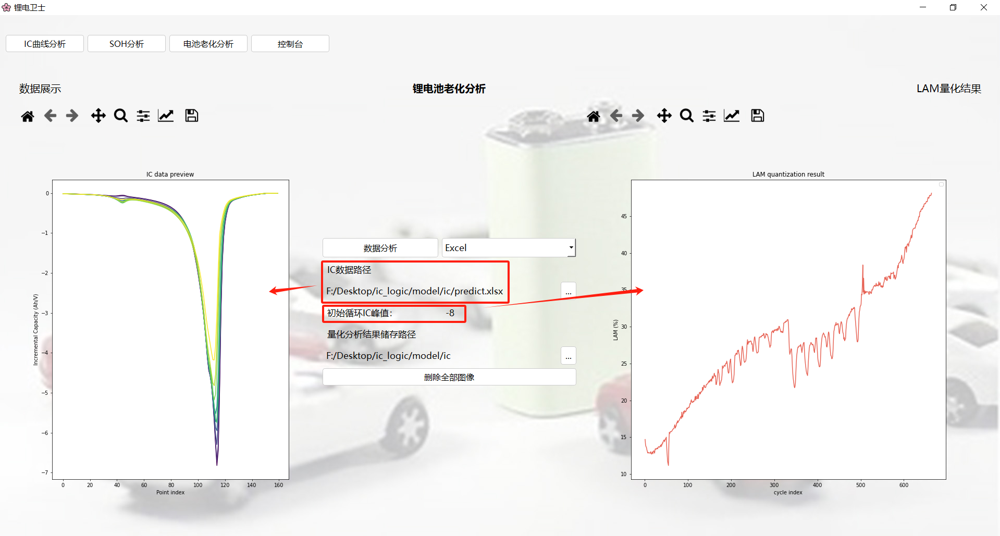 锂电卫士
IC曲线分析 SOH分析 电池老化分析 控制台
数据展示 锂电池老化分析 LAM量化结果
IC data preview
0
−1
−2
−3
−4
−5
−6
−7
Incremental Capacity (Ah/V)
0 20 40 60 80 100 120 140 160
Point index
数据分析 Excel
IC数据路径
F:/Desktop/ic_logic/model/ic/predict.xlsx ...
初始循环IC峰值: -8
量化分析结果储存路径
F:/Desktop/ic_logic/model/ic ...
删除全部图像
LAM quantization result
45
40
35
30
25
20
15
10
LAM (%)
0 100 200 300 400 500 600
cycle index